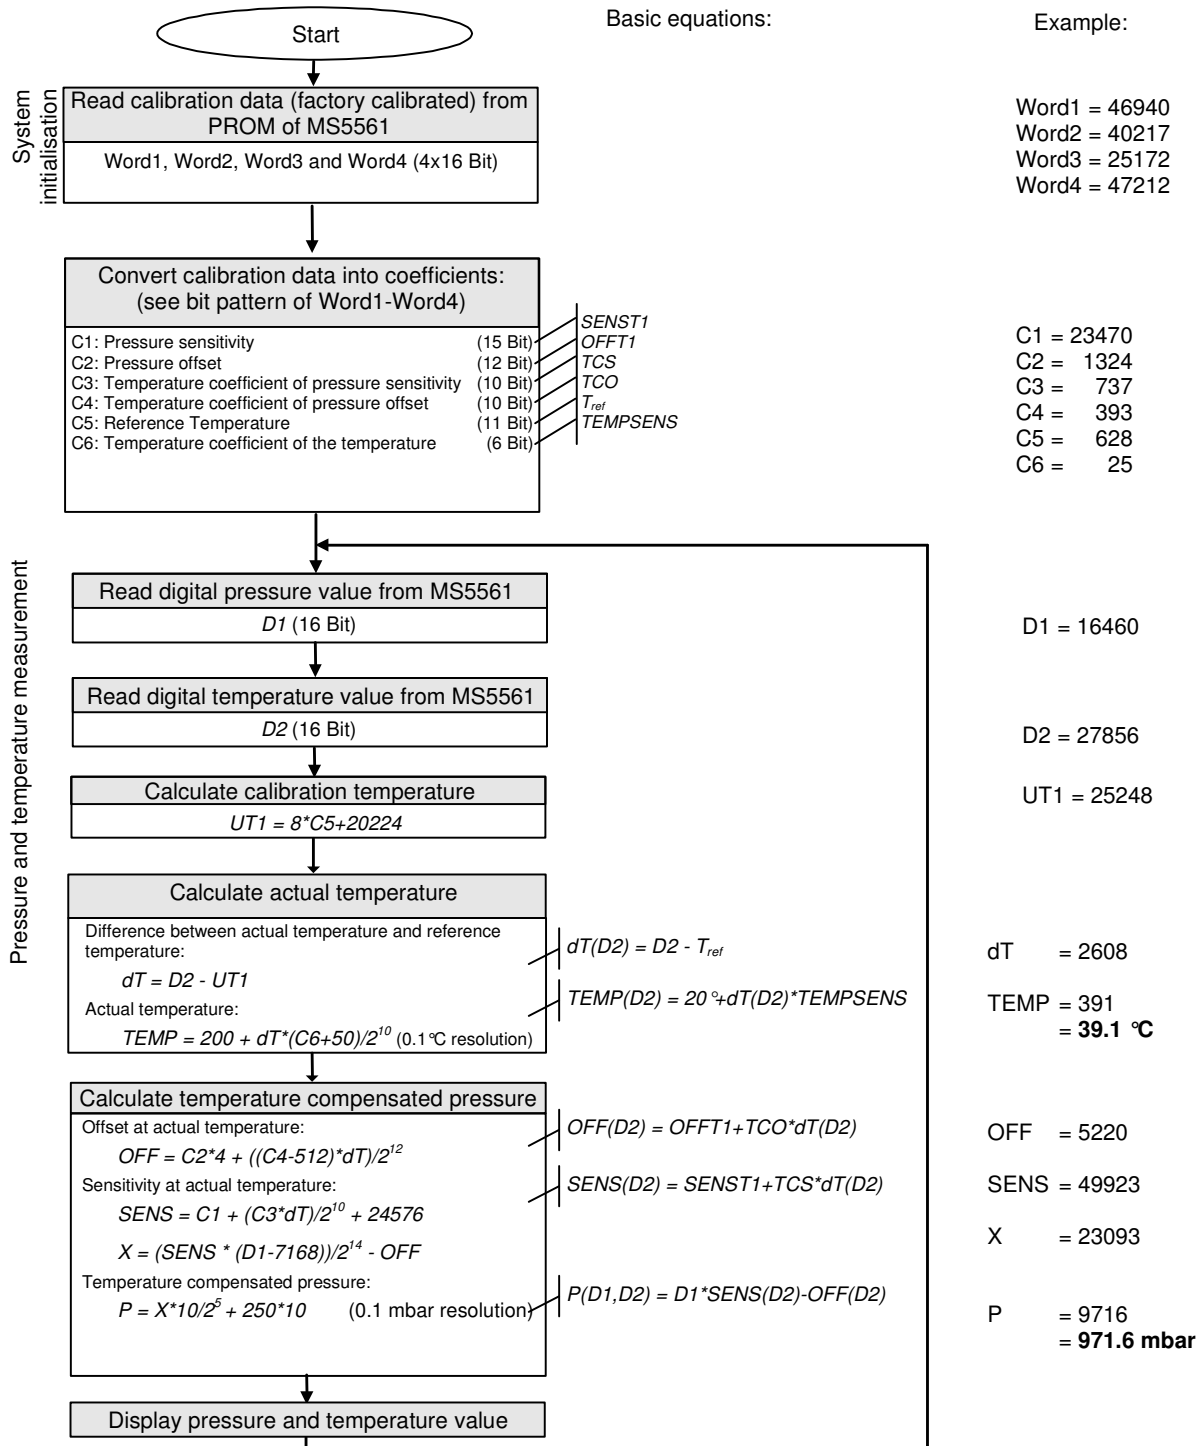 Basic equations:
Example:
Start
System
initialisation
Read calibration data (factory calibrated) from
PROM of MS5561
Word1, Word2, Word3 and Word4 (4x16 Bit)
Word1 = 46940
Word2 = 40217
Word3 = 25172
Word4 = 47212
Convert calibration data into coefficients:
(see bit pattern of Word1-Word4)
C1: Pressure sensitivity (15 Bit) SENST1
C2: Pressure offset (12 Bit) OFFT1
C3: Temperature coefficient of pressure sensitivity (10 Bit) TCS
C4: Temperature coefficient of pressure offset (10 Bit) TCO
C5: Reference Temperature (11 Bit) Tref
C6: Temperature coefficient of the temperature (6 Bit) TEMPSENS
C1 = 23470
C2 = 1324
C3 = 737
C4 = 393
C5 = 628
C6 = 25
Pressure and temperature measurement
Read digital pressure value from MS5561
D1 (16 Bit)
D1 = 16460
Read digital temperature value from MS5561
D2 (16 Bit)
D2 = 27856
Calculate calibration temperature
UT1 = 8*C5+20224
UT1 = 25248
Calculate actual temperature
Difference between actual temperature and reference
temperature:
dT = D2 - UT1
dT(D2) = D2 - Tref
dT = 2608
Actual temperature:
TEMP = 200 + dT*(C6+50)/2^10 (0.1°C resolution)
TEMP(D2) = 20°+dT(D2)*TEMPSENS
TEMP = 391
= 39.1 °C
Calculate temperature compensated pressure
Offset at actual temperature:
OFF = C2*4 + ((C4-512)*dT)/2^12
OFF(D2) = OFFT1+TCO*dT(D2)
OFF = 5220
Sensitivity at actual temperature:
SENS = C1 + (C3*dT)/2^10 + 24576
SENS(D2) = SENST1+TCS*dT(D2)
SENS = 49923
X = (SENS * (D1-7168))/2^14 - OFF
X = 23093
Temperature compensated pressure:
P = X*10/2^5 + 250*10 (0.1 mbar resolution)
P(D1,D2) = D1*SENS(D2)-OFF(D2)
P = 9716
= 971.6 mbar
Display pressure and temperature value